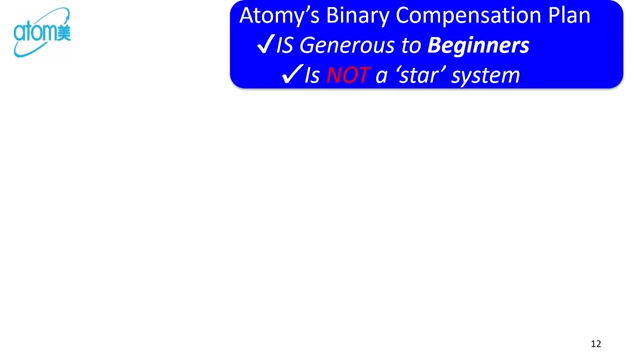 atom美
Atomy’s Binary Compensation Plan
✓IS Generous to Beginners
✓Is NOT a ‘star’ system
12